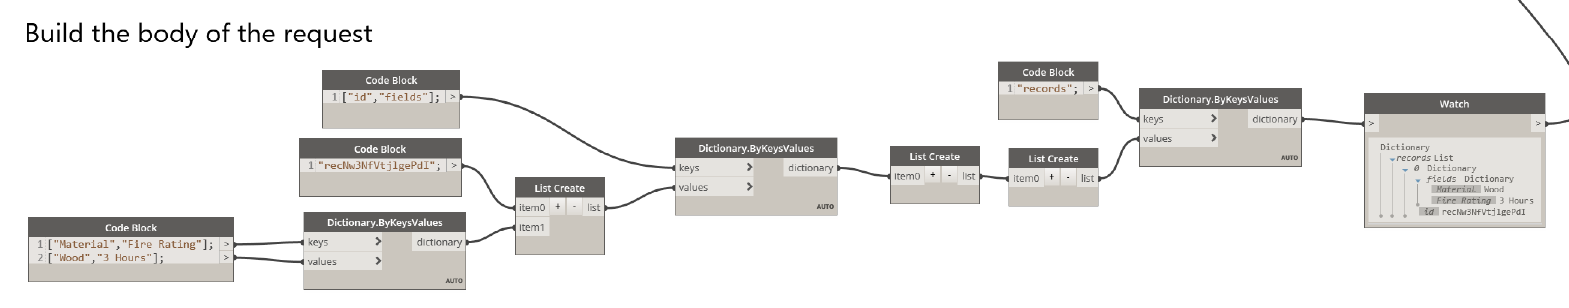 Build the body of the request
Code Block
1 ["id","fields"]; >
Code Block
1 "recNw3NfVtj1gePdI"; >
Code Block
1 ["Material","Fire Rating"]; >
2 ["Wood","3 Hours"]; >
Dictionary.ByKeysValues
keys > dictionary
values >
AUTO
List Create
item0 + - list
item1
Dictionary.ByKeysValues
keys > dictionary
values >
AUTO
List Create
item0 + - list
List Create
item0 + - list
Code Block
1 "records"; >
Dictionary.ByKeysValues
keys > dictionary
values >
AUTO
Watch
> >
Dictionary
records List
0 Dictionary
fields Dictionary
Material Wood
Fire Rating 3 Hours
id recNw3NfVtj1gePdI